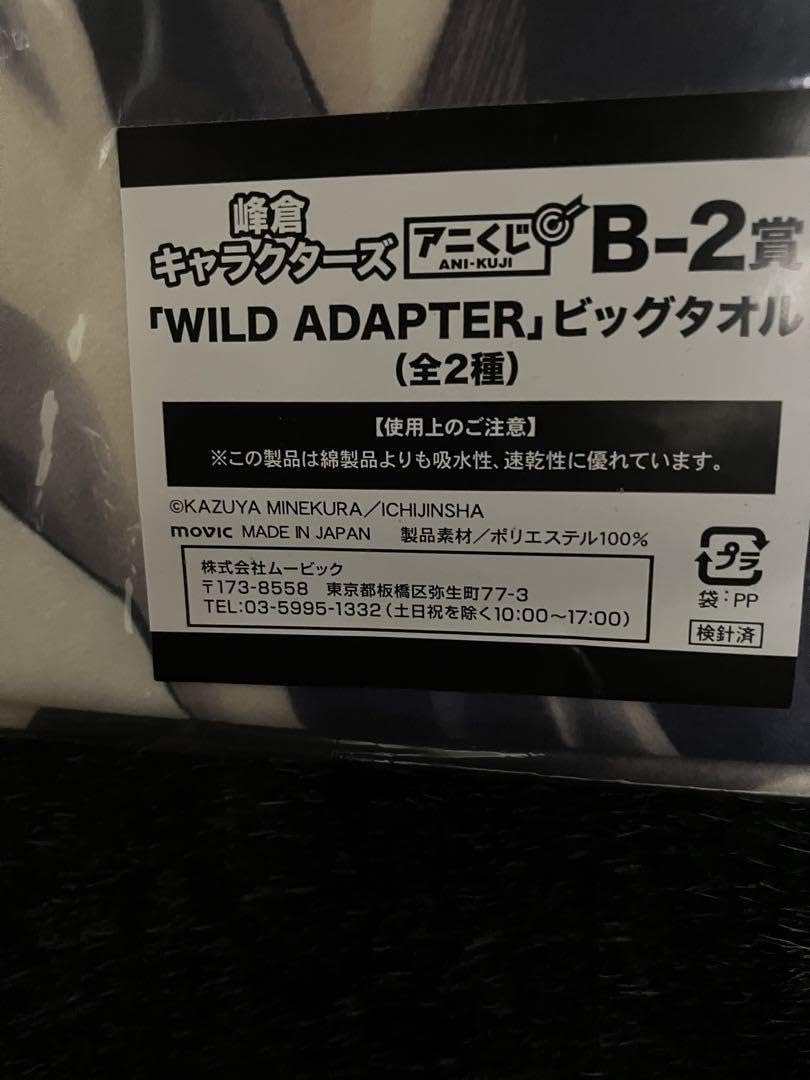 峰倉
キャラクターズ アニくじ ANI-KUJI B-2賞
「WILD ADAPTER」ビッグタオル
(全2種)
【使用上のご注意】
※この製品は綿製品よりも吸水性、速乾性に優れています。
©KAZUYA MINEKURA／ICHIJINSHA
movic MADE IN JAPAN 製品素材／ポリエステル100%
株式会社ムービック
〒173-8558 東京都板橋区弥生町77-3
TEL:03-5995-1332(土日祝を除く10:00～17:00)
プラ
袋:PP
検針済